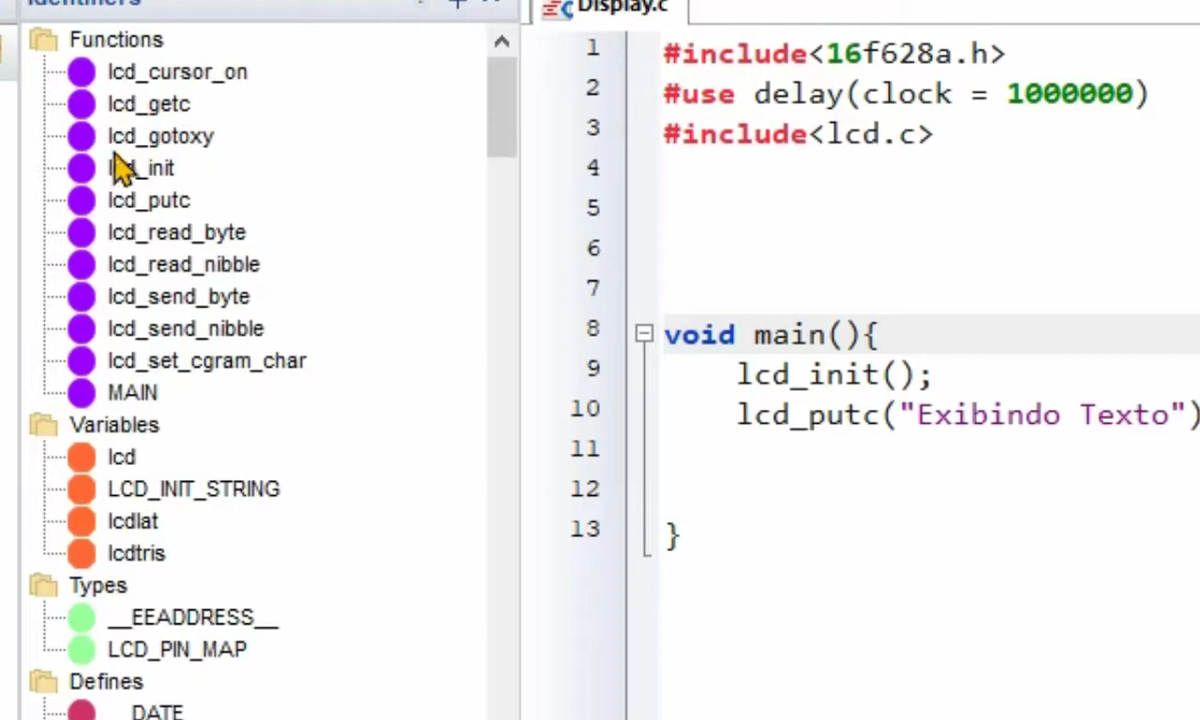 Identifiers
Functions
lcd_cursor_on
lcd_getc
lcd_gotoxy
lcd_init
lcd_putc
lcd_read_byte
lcd_read_nibble
lcd_send_byte
lcd_send_nibble
lcd_set_cgram_char
MAIN
Variables
lcd
LCD_INIT_STRING
lcdlat
lcdtris
Types
__EEADDRESS__
LCD_PIN_MAP
Defines
__DATE
Display.c
1 #include<16f628a.h>
2 #use delay(clock = 1000000)
3 #include<lcd.c>
4
5
6
7
8 void main(){
9 lcd_init();
10 lcd_putc("Exibindo Texto")
11
12
13 }